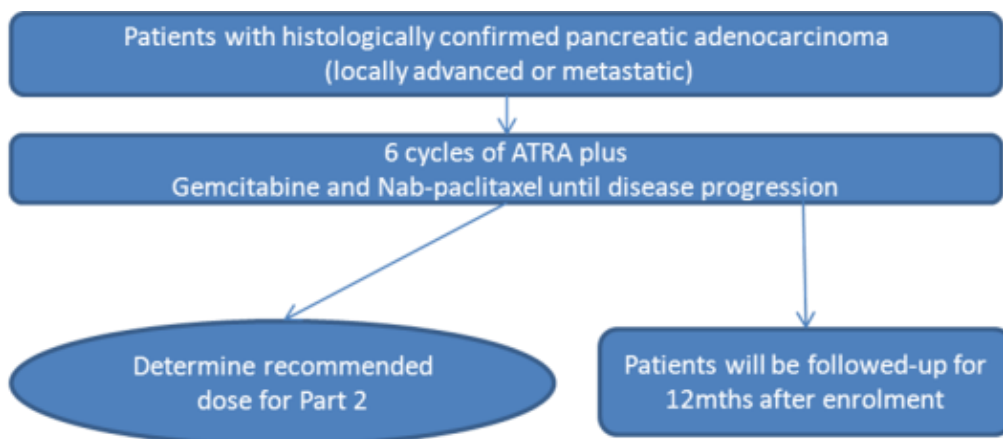 Patients with histologically confirmed pancreatic adenocarcinoma
(locally advanced or metastatic)
6 cycles of ATRA plus
Gemcitabine and Nab-paclitaxel until disease progression
Determine recommended
dose for Part 2
Patients will be followed-up for
12mths after enrolment